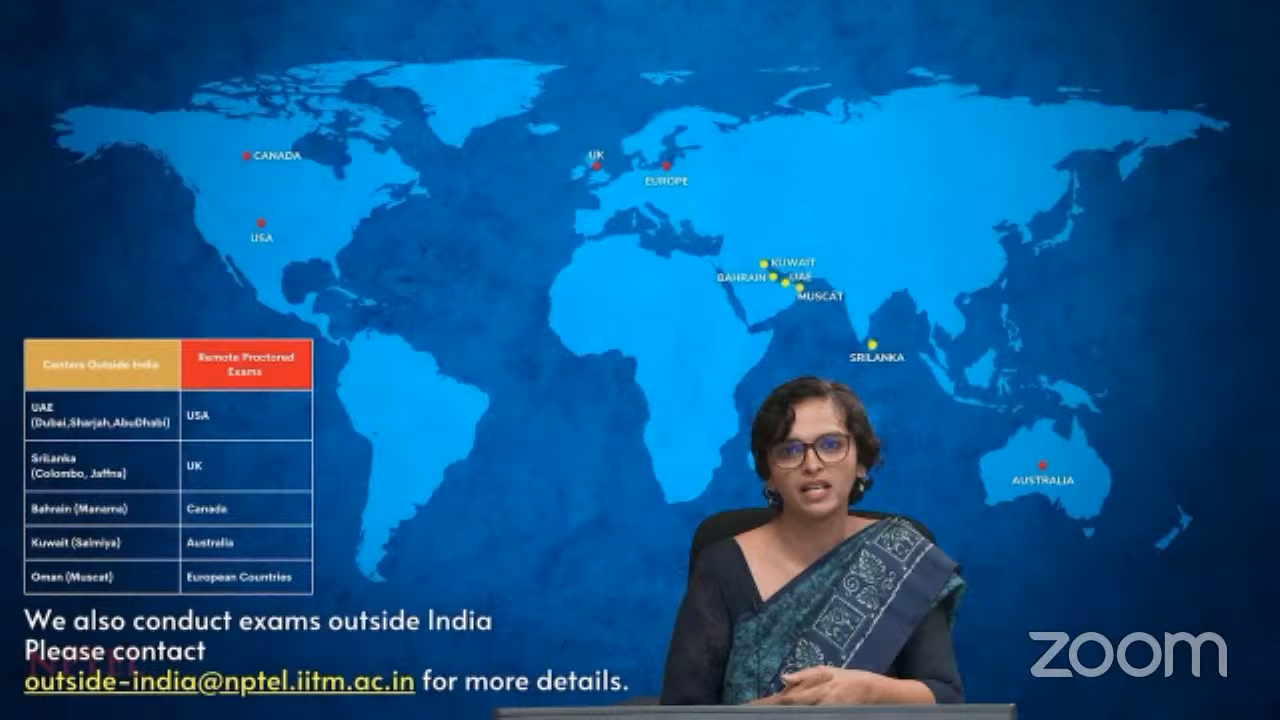 CANADA
UK
EUROPE
USA
KUWAIT
BAHRAIN
UAE
MUSCAT
SRILANKA
AUSTRALIA
Centers Outside India
Remote Proctored
Exams
UAE
(Dubai,Sharjah,AbuDhabi)
USA
SriLanka
(Colombo, Jaffna)
UK
Bahrain (Manama)
Canada
Kuwait (Salmiya)
Australia
Oman (Muscat)
European Countries
We also conduct exams outside India
Please contact
outside-india@nptel.iitm.ac.in for more details.
zoom